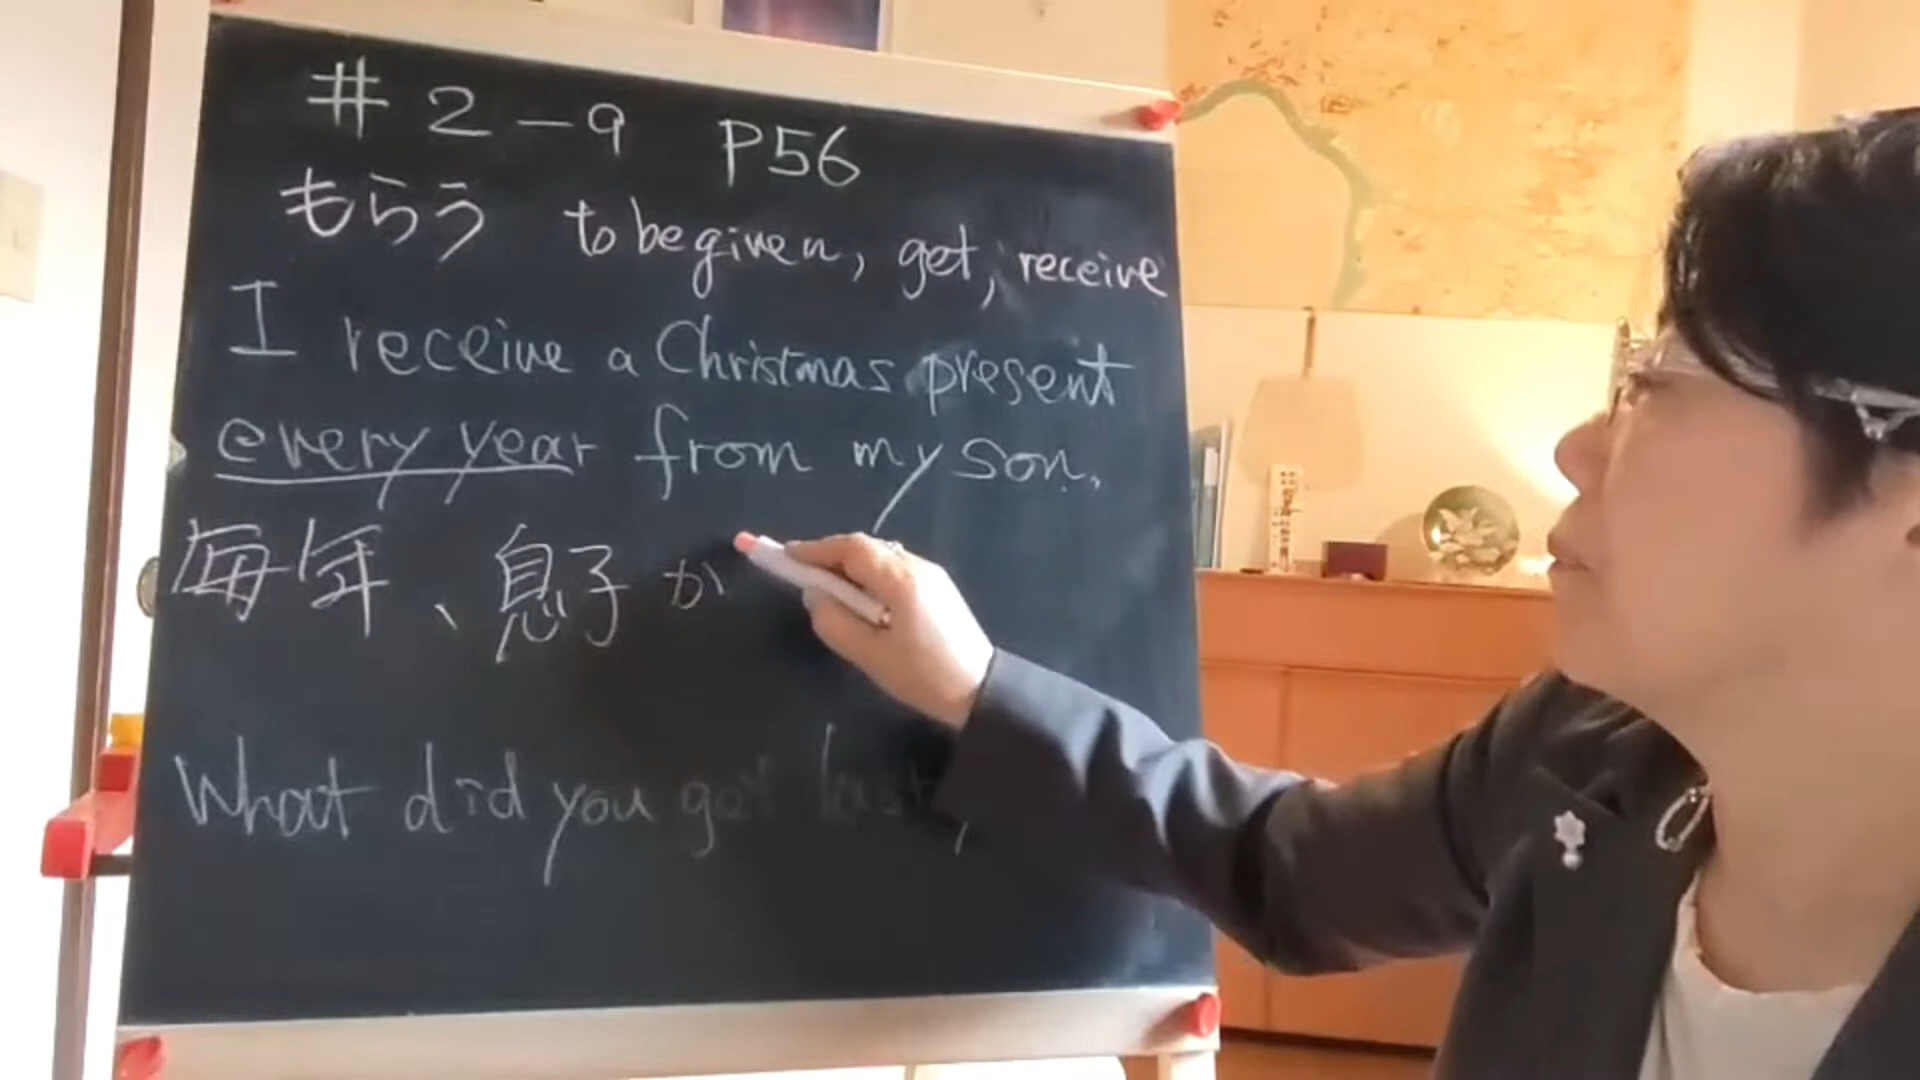 # 2-9 P56
もらう to be given, get, receive
I receive a Christmas present
every year from my son.
毎年、息子か
What did you get last